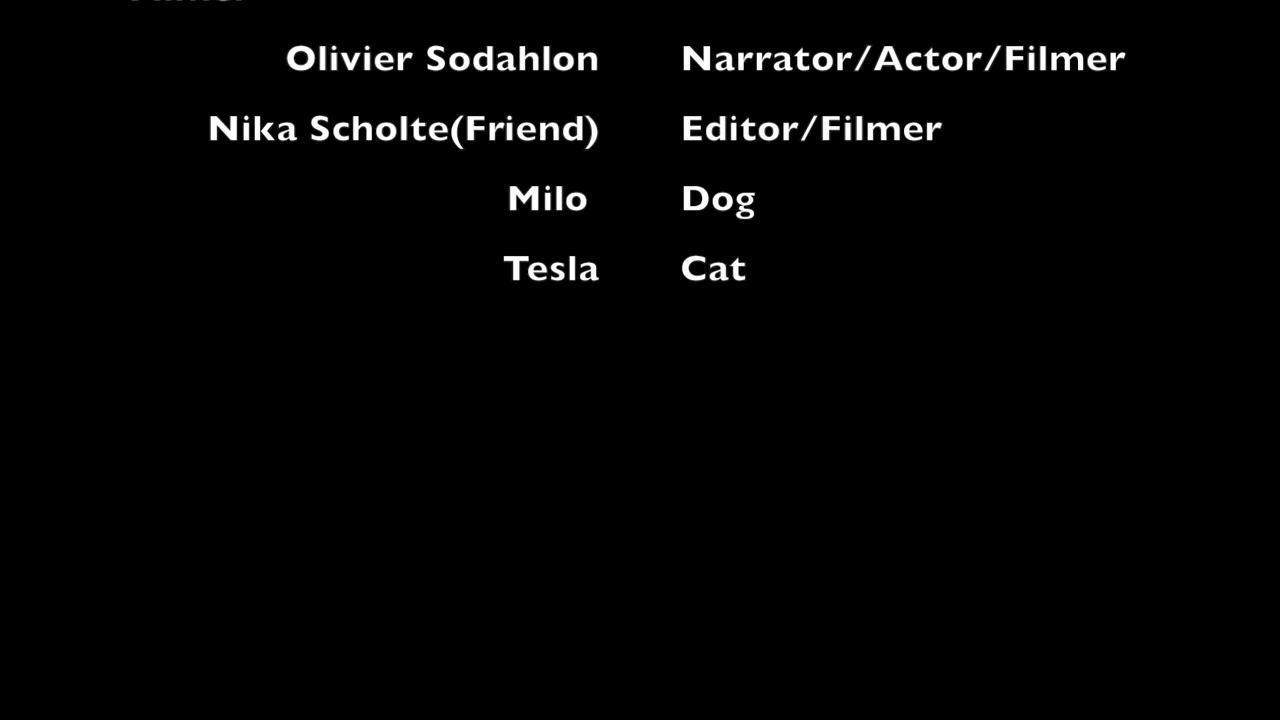 Olivier Sodahlon Narrator/Actor/Filmer
Nika Scholte(Friend) Editor/Filmer
Milo Dog
Tesla Cat